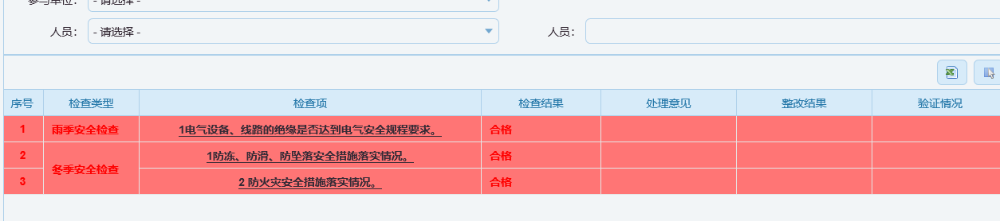 参与单位： - 请选择 -
人员： - 请选择 - 人员：
序号 检查类型 检查项 检查结果 处理意见 整改结果 验证情况
1 雨季安全检查 1电气设备、线路的绝缘是否达到电气安全规程要求。 合格
2 冬季安全检查 1防冻、防滑、防坠落安全措施落实情况。 合格
3 2 防火灾安全措施落实情况。 合格